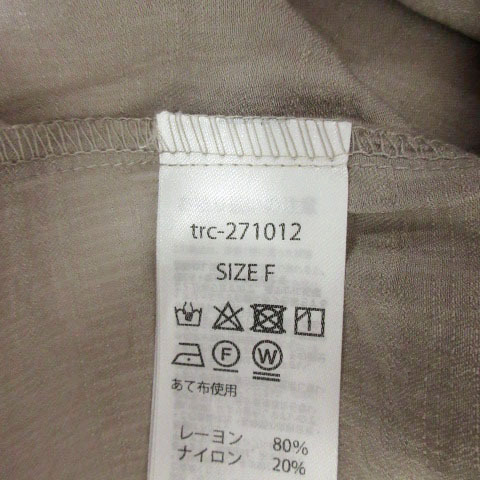 trc-271012
SIZE F
F W
あて布使用
レーヨン 80%
ナイロン 20%